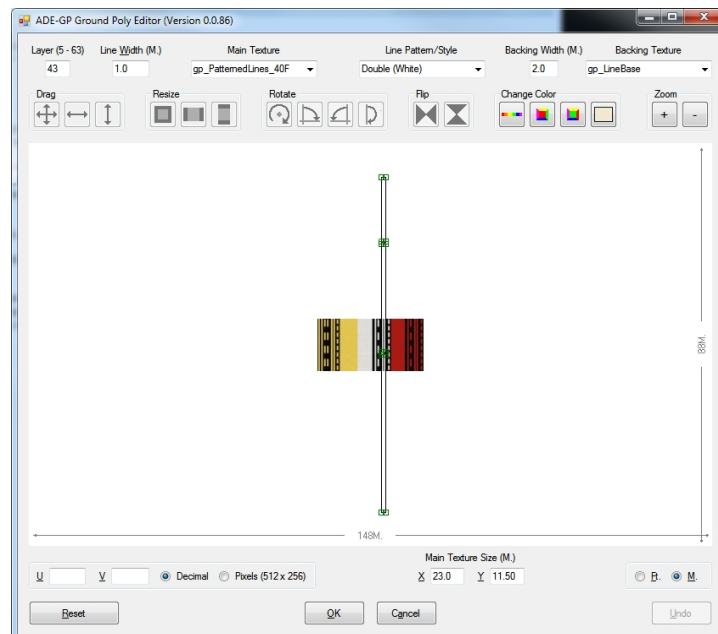 ADE-GP Ground Poly Editor (Version 0.0.86)
Layer (5 - 63) Line Width (M.) Main Texture Line Pattern/Style Backing Width (M.) Backing Texture
43 1.0 gp_PatternedLines_40F Double (White) 2.0 gp_LineBase
Drag Resize Rotate Flip Change Color Zoom
+ -
88M.
148M.
Main Texture Size (M.)
U V Decimal Pixels (512 x 256) X 23.0 Y 11.50 R. M.
Reset OK Cancel Undo